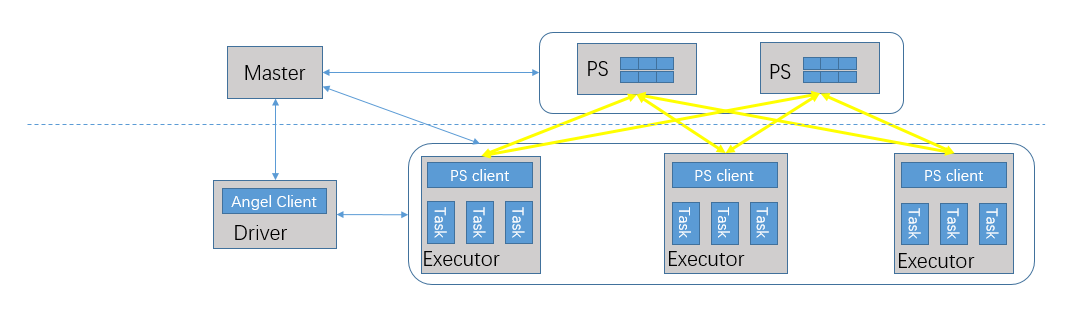 Master
PS
PS
Angel Client
Driver
PS client
Task
Task
Task
Executor
PS client
Task
Task
Task
Executor
PS client
Task
Task
Task
Executor